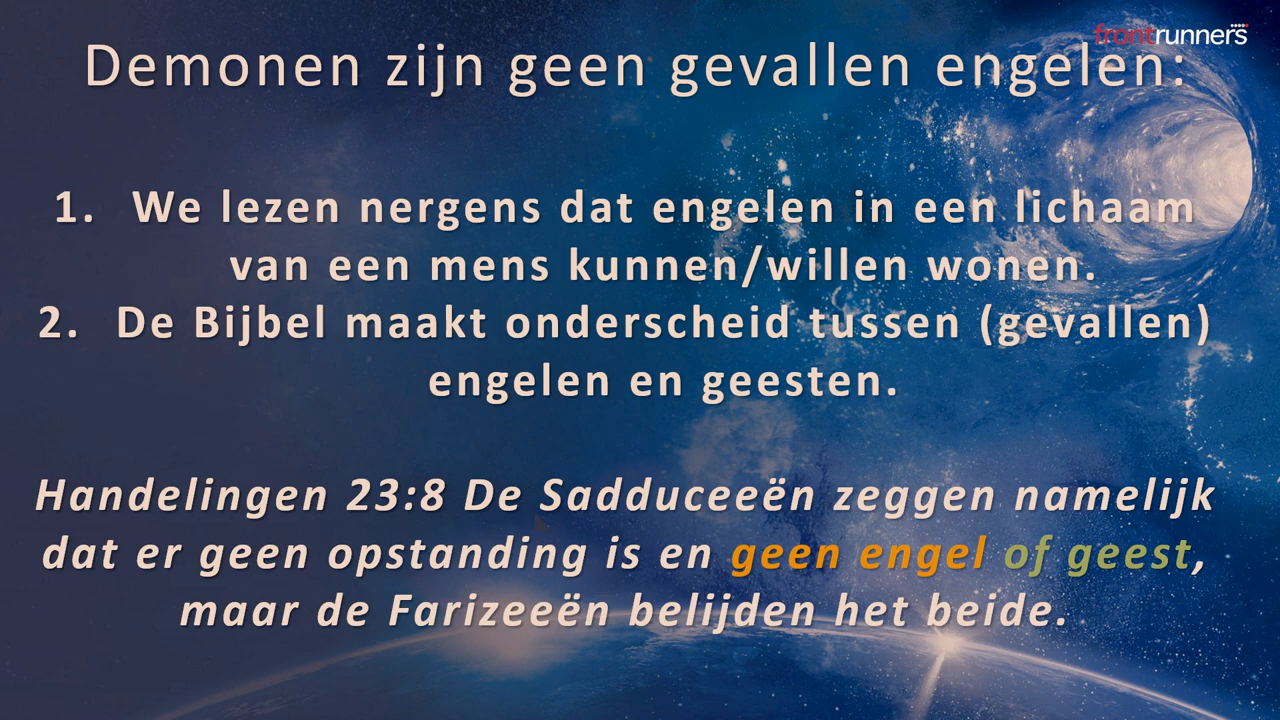 frontrunners
Demonen zijn geen gevallen engelen:
1. We lezen nergens dat engelen in een lichaam
van een mens kunnen/willen wonen.
2. De Bijbel maakt onderscheid tussen (gevallen)
engelen en geesten.
Handelingen 23:8 De Sadduceeën zeggen namelijk
dat er geen opstanding is en geen engel of geest,
maar de Farizeeën belijden het beide.